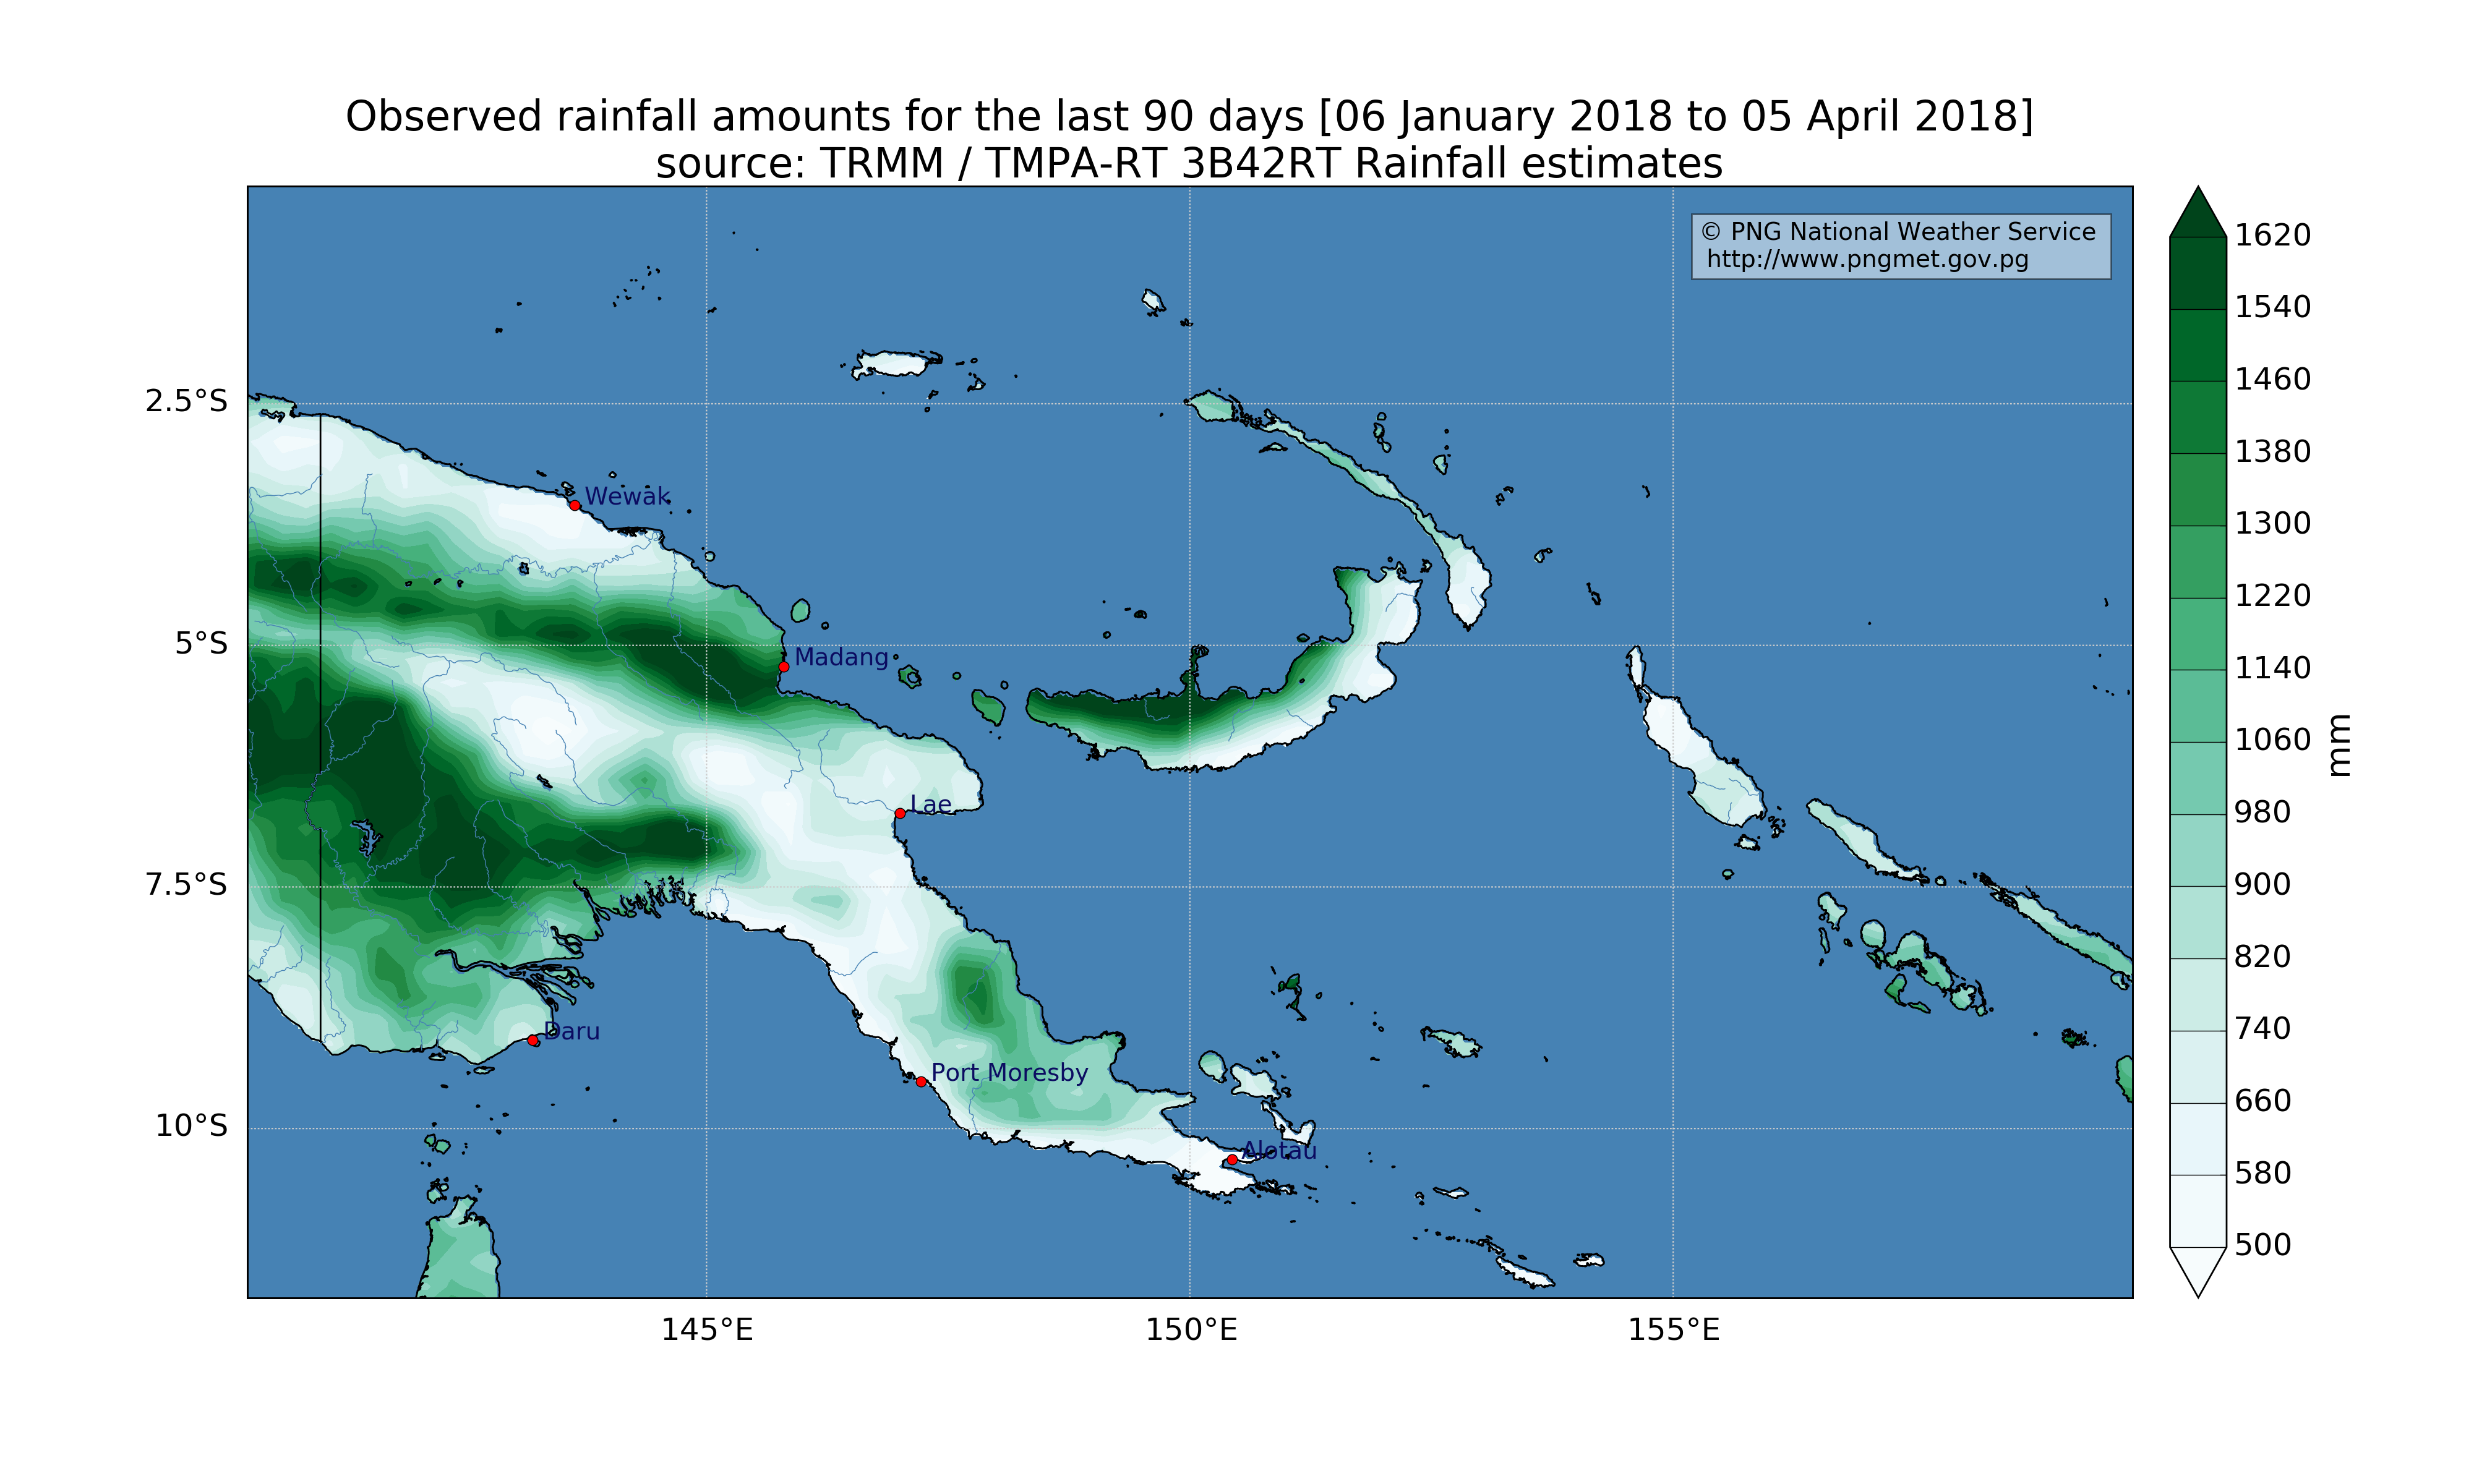 Observed rainfall amounts for the last 90 days [06 January 2018 to 05 April 2018]
source: TRMM / TMPA-RT 3B42RT Rainfall estimates
© PNG National Weather Service
http://www.pngmet.gov.pg
2.5°S
5°S
7.5°S
10°S
Wewak
Madang
Lae
Daru
Port Moresby
Alotau
145°E
150°E
155°E
1620
1540
1460
1380
1300
1220
1140
1060
980
900
820
740
660
580
500
mm